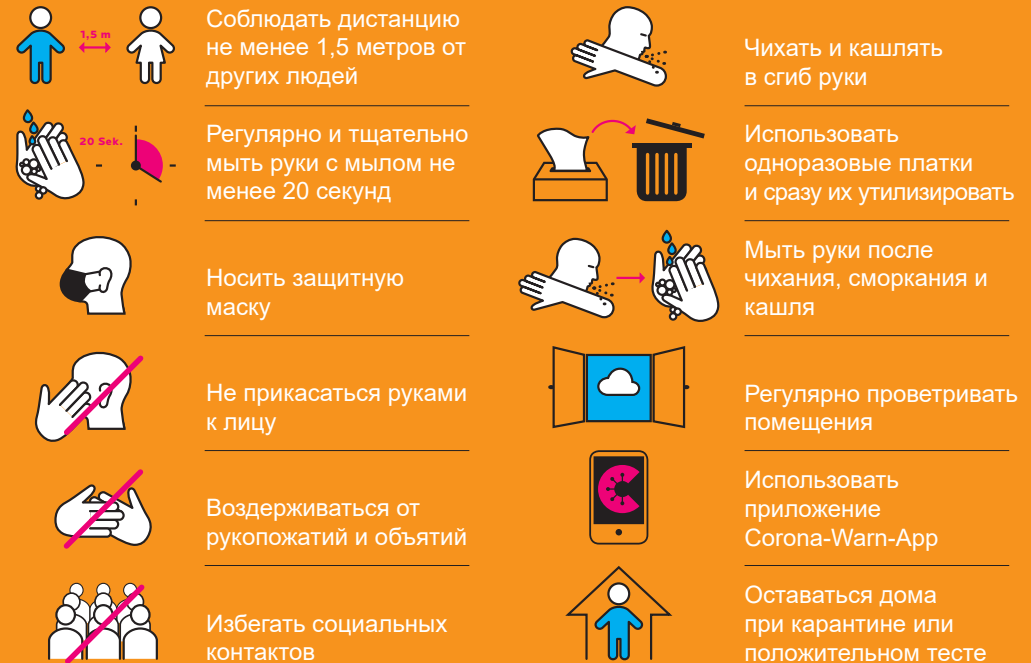 1,5 m
Соблюдать дистанцию
не менее 1,5 метров от
других людей
20 Sek.
Регулярно и тщательно
мыть руки с мылом не
менее 20 секунд
Носить защитную
маску
Не прикасаться руками
к лицу
Воздерживаться от
рукопожатий и объятий
Избегать социальных
контактов
Чихать и кашлять
в сгиб руки
Использовать
одноразовые платки
и сразу их утилизировать
Мыть руки после
чихания, сморкания и
кашля
Регулярно проветривать
помещения
Использовать
приложение
Corona-Warn-App
Оставаться дома
при карантине или
положительном тесте